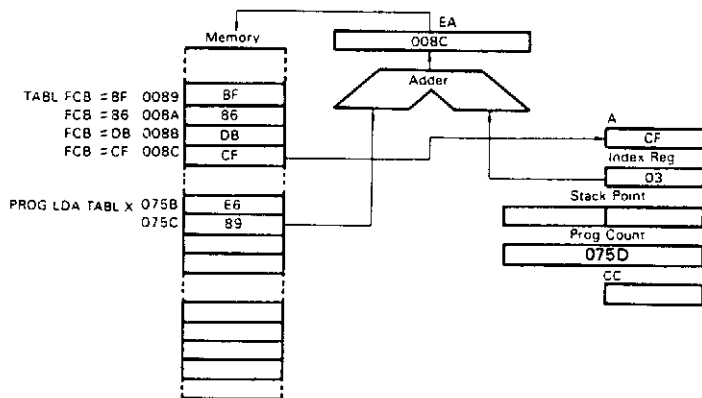 EA
Memory
008C
Adder
TABL FCB = BF 0089 BF
FCB = 86 008A 86
FCB = DB 008B DB
FCB = CF 008C CF
A
CF
Index Reg
03
Stack Point
PROG LDA TABL X 075B E6
075C 89
Prog Count
075D
CC